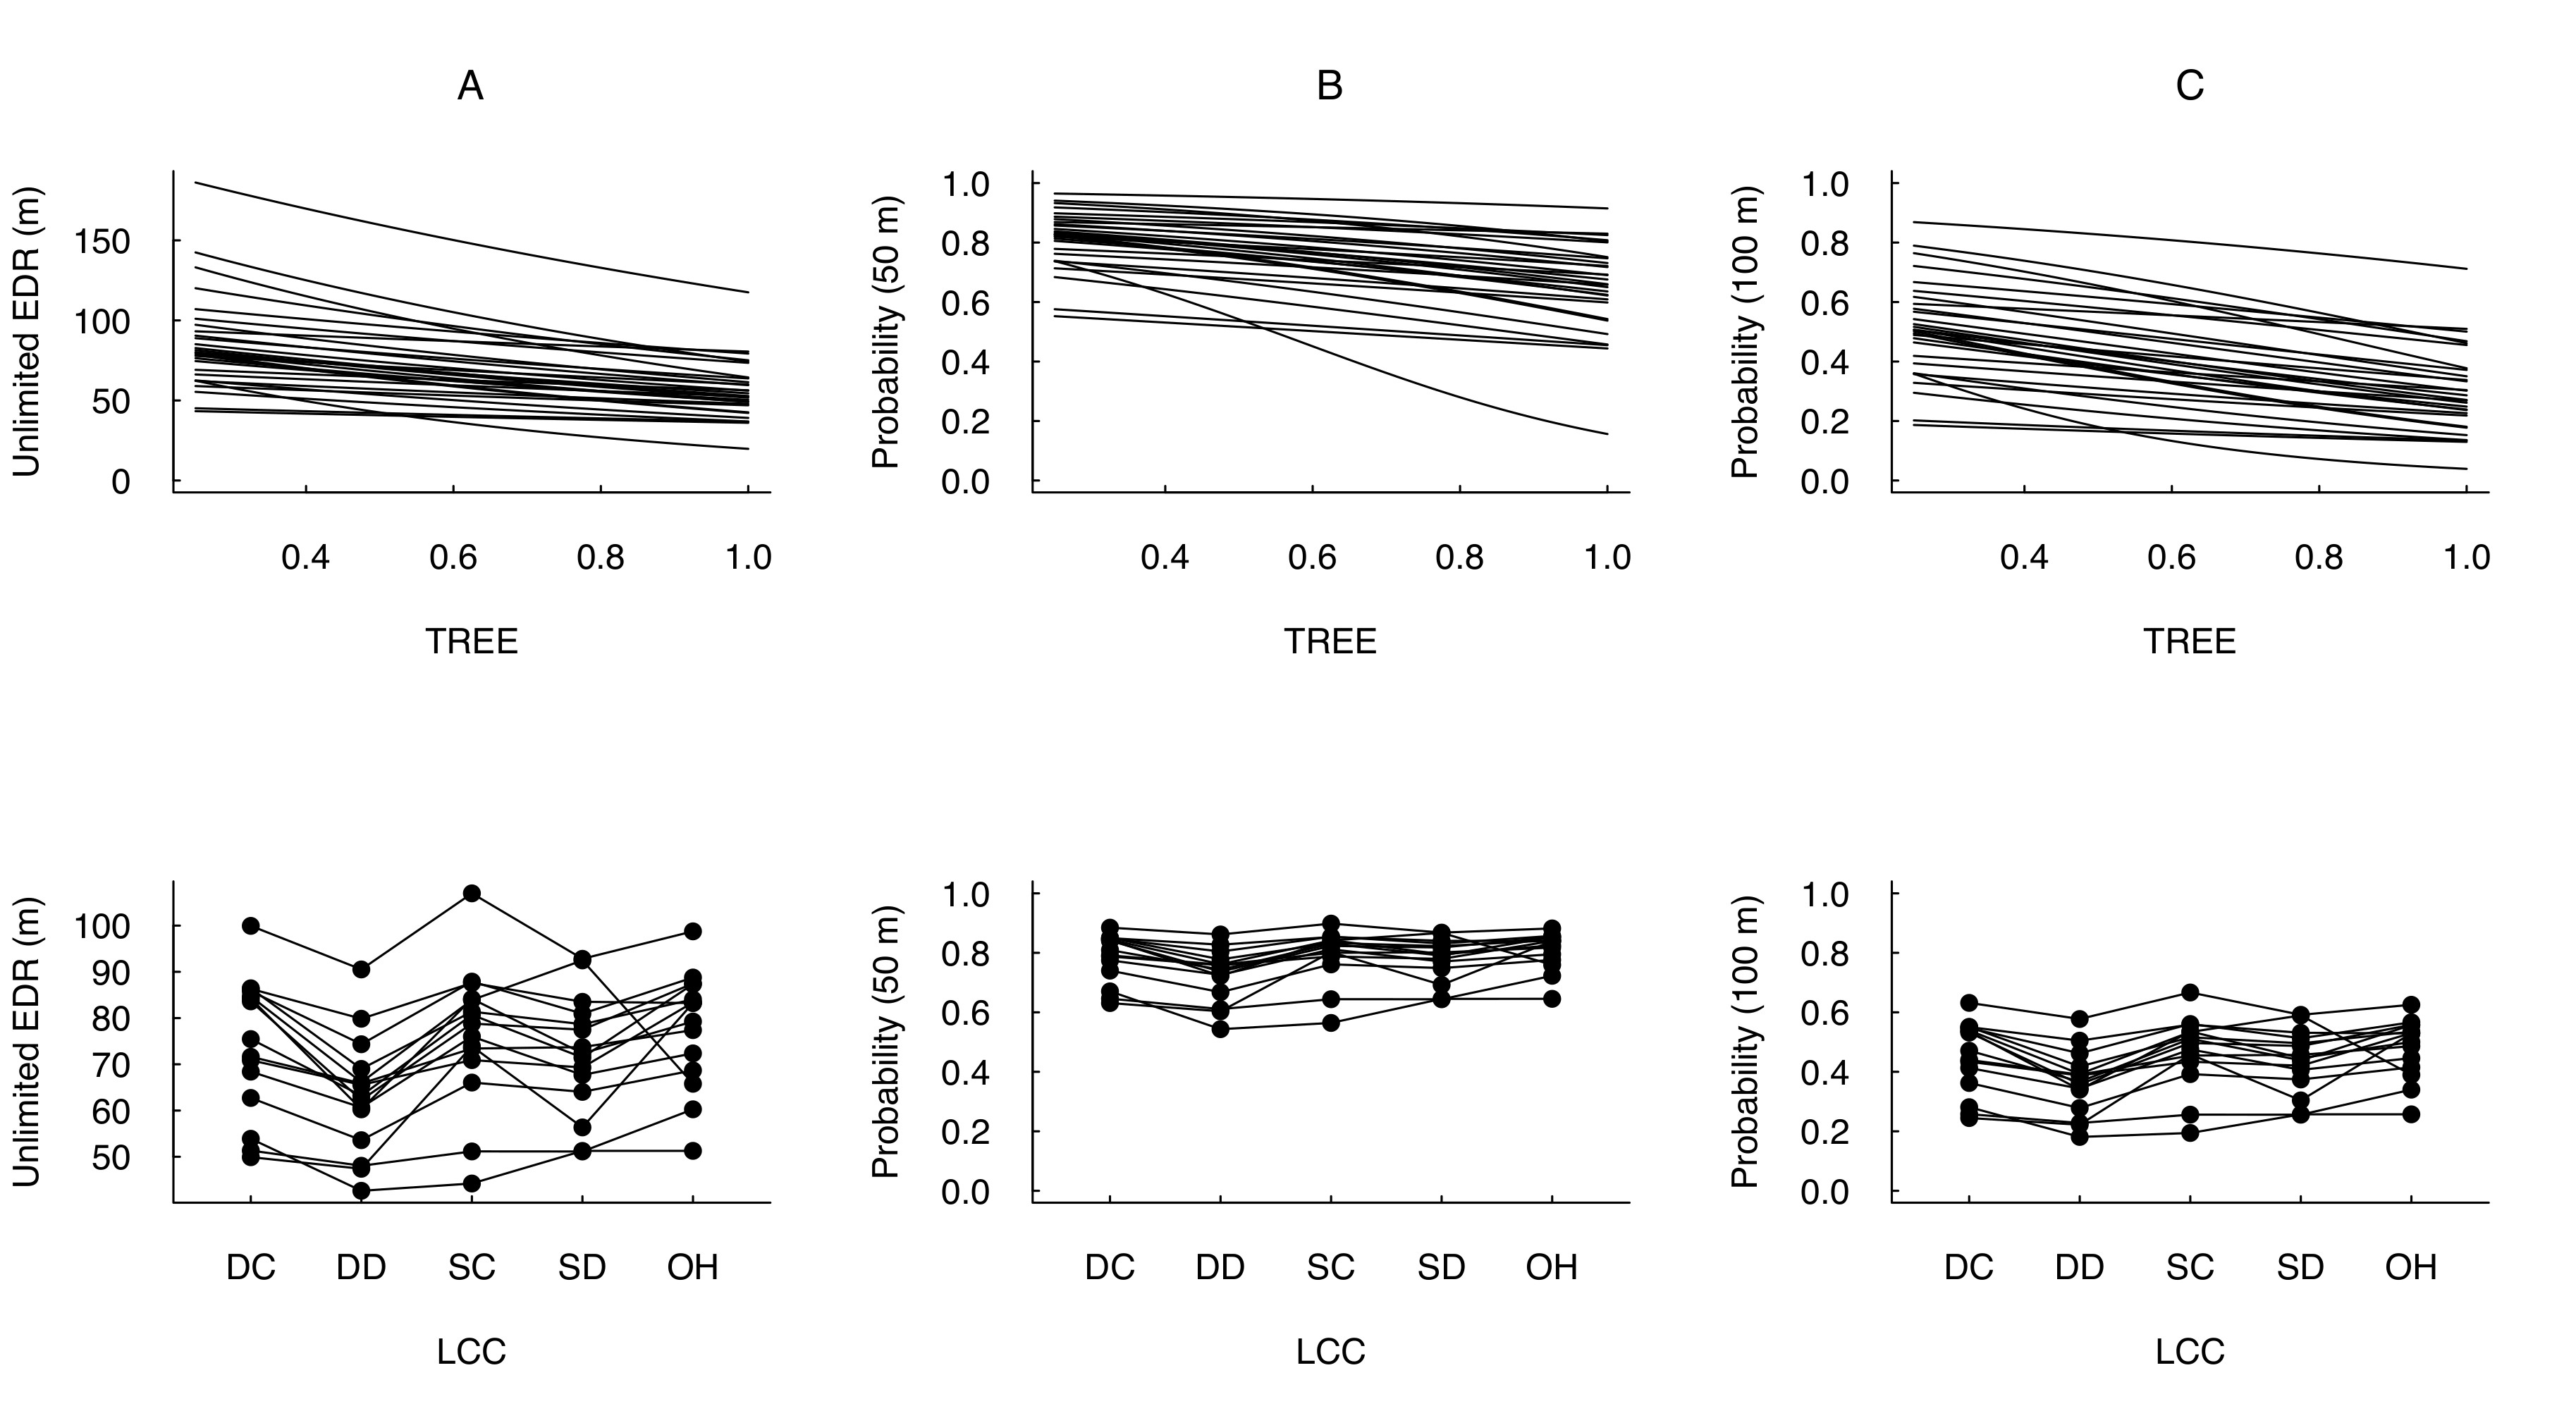 A
B
C
Unlimited EDR (m)
150
100
50
0
0.4 0.6 0.8 1.0
TREE
Probability (50 m)
1.0
0.8
0.6
0.4
0.2
0.0
0.4 0.6 0.8 1.0
TREE
Probability (100 m)
1.0
0.8
0.6
0.4
0.2
0.0
0.4 0.6 0.8 1.0
TREE
Unlimited EDR (m)
100
90
80
70
60
50
DC DD SC SD OH
LCC
Probability (50 m)
1.0
0.8
0.6
0.4
0.2
0.0
DC DD SC SD OH
LCC
Probability (100 m)
1.0
0.8
0.6
0.4
0.2
0.0
DC DD SC SD OH
LCC